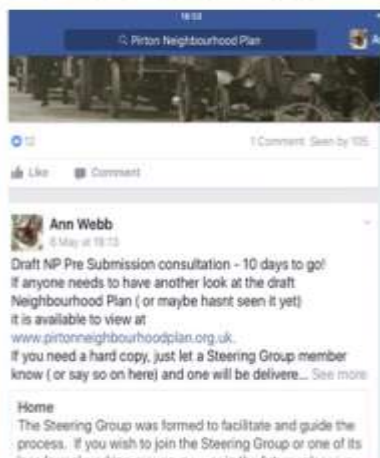 18:53
Pirton Neighbourhood Plan
12
1 Comment Seen by 105
Like
Comment
Ann Webb
Draft NP Pre Submission consultation - 10 days to go!
If anyone needs to have another look at the draft
Neighbourhood Plan ( or maybe hasnt seen it yet)
it is available to view at
www.pirtonneighbourhoodplan.org.uk.
If you need a hard copy, just let a Steering Group member
know ( or say so on here) and one will be delivere... See more
Home
The Steering Group was formed to facilitate and guide the
process. If you wish to join the Steering Group or one of its